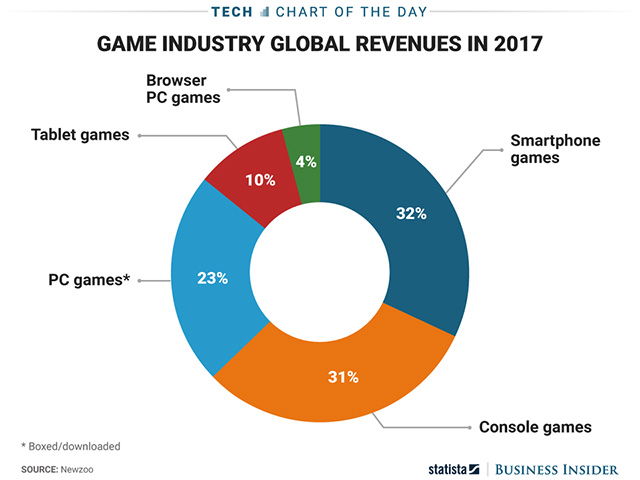 TECH CHART OF THE DAY
GAME INDUSTRY GLOBAL REVENUES IN 2017
Browser
PC games
Tablet games
Smartphone
games
4%
10%
32%
PC games*
23%
31%
Console games
* Boxed/downloaded
SOURCE: Newzoo
statista BUSINESS INSIDER